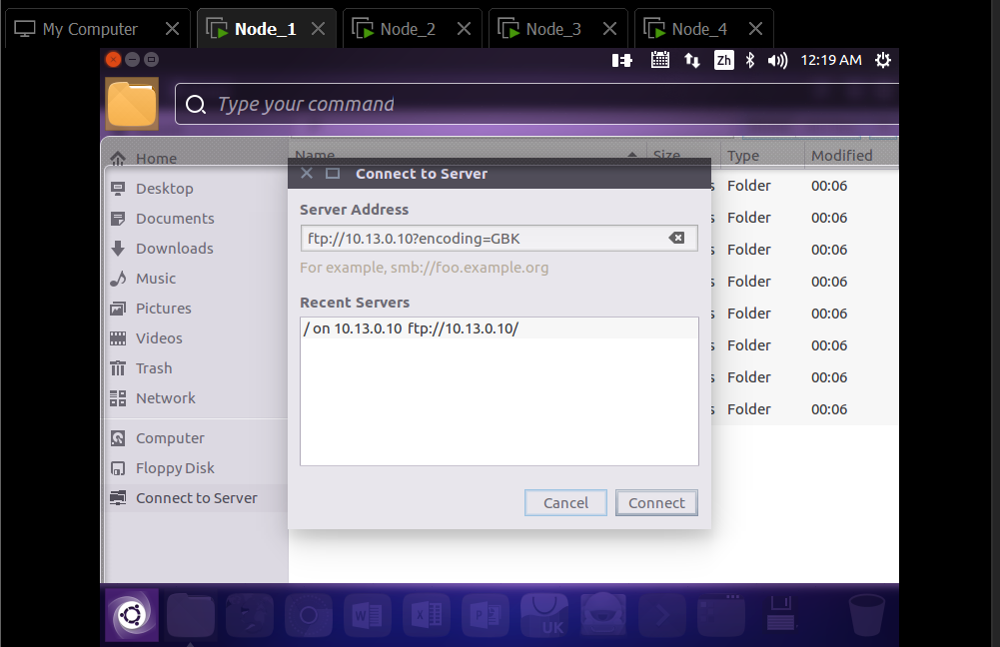 My Computer
Node_1
Node_2
Node_3
Node_4
Zh
12:19 AM
Type your command
Home
Name
Size
Type
Modified
Connect to Server
Desktop
s Folder 00:06
Server Address
Documents
s Folder 00:06
ftp://10.13.0.10?encoding=GBK
Downloads
s Folder 00:06
For example, smb://foo.example.org
Music
s Folder 00:06
Recent Servers
Pictures
s Folder 00:06
/ on 10.13.0.10 ftp://10.13.0.10/
Videos
s Folder 00:06
Trash
s Folder 00:06
Network
s Folder 00:06
Computer
Floppy Disk
Connect to Server
Cancel
Connect
W
X
P
UK